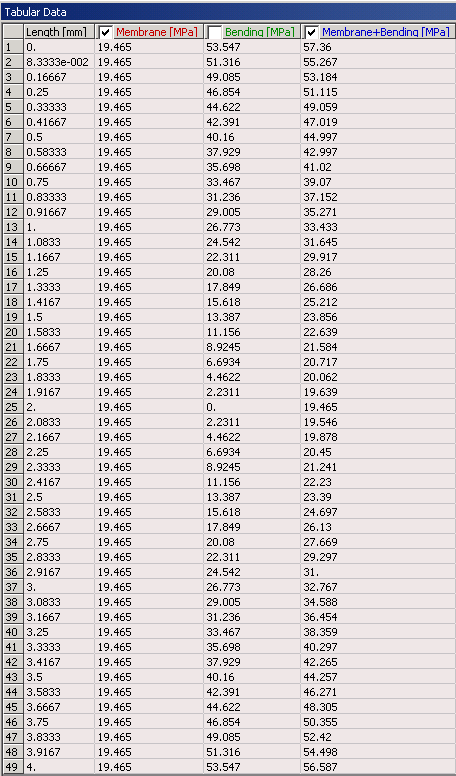 Tabular Data
Length [mm] Membrane [MPa] Bending [MPa] Membrane+Bending [MPa]
1 0. 19.465 53.547 57.36
2 8.3333e-002 19.465 51.316 55.267
3 0.16667 19.465 49.085 53.184
4 0.25 19.465 46.854 51.115
5 0.33333 19.465 44.622 49.059
6 0.41667 19.465 42.391 47.019
7 0.5 19.465 40.16 44.997
8 0.58333 19.465 37.929 42.997
9 0.66667 19.465 35.698 41.02
10 0.75 19.465 33.467 39.07
11 0.83333 19.465 31.236 37.152
12 0.91667 19.465 29.005 35.271
13 1. 19.465 26.773 33.433
14 1.0833 19.465 24.542 31.645
15 1.1667 19.465 22.311 29.917
16 1.25 19.465 20.08 28.26
17 1.3333 19.465 17.849 26.686
18 1.4167 19.465 15.618 25.212
19 1.5 19.465 13.387 23.856
20 1.5833 19.465 11.156 22.639
21 1.6667 19.465 8.9245 21.584
22 1.75 19.465 6.6934 20.717
23 1.8333 19.465 4.4622 20.062
24 1.9167 19.465 2.2311 19.639
25 2. 19.465 0. 19.465
26 2.0833 19.465 2.2311 19.546
27 2.1667 19.465 4.4622 19.878
28 2.25 19.465 6.6934 20.45
29 2.3333 19.465 8.9245 21.241
30 2.4167 19.465 11.156 22.23
31 2.5 19.465 13.387 23.39
32 2.5833 19.465 15.618 24.697
33 2.6667 19.465 17.849 26.13
34 2.75 19.465 20.08 27.669
35 2.8333 19.465 22.311 29.297
36 2.9167 19.465 24.542 31.
37 3. 19.465 26.773 32.767
38 3.0833 19.465 29.005 34.588
39 3.1667 19.465 31.236 36.454
40 3.25 19.465 33.467 38.359
41 3.3333 19.465 35.698 40.297
42 3.4167 19.465 37.929 42.265
43 3.5 19.465 40.16 44.257
44 3.5833 19.465 42.391 46.271
45 3.6667 19.465 44.622 48.305
46 3.75 19.465 46.854 50.355
47 3.8333 19.465 49.085 52.42
48 3.9167 19.465 51.316 54.498
49 4. 19.465 53.547 56.587